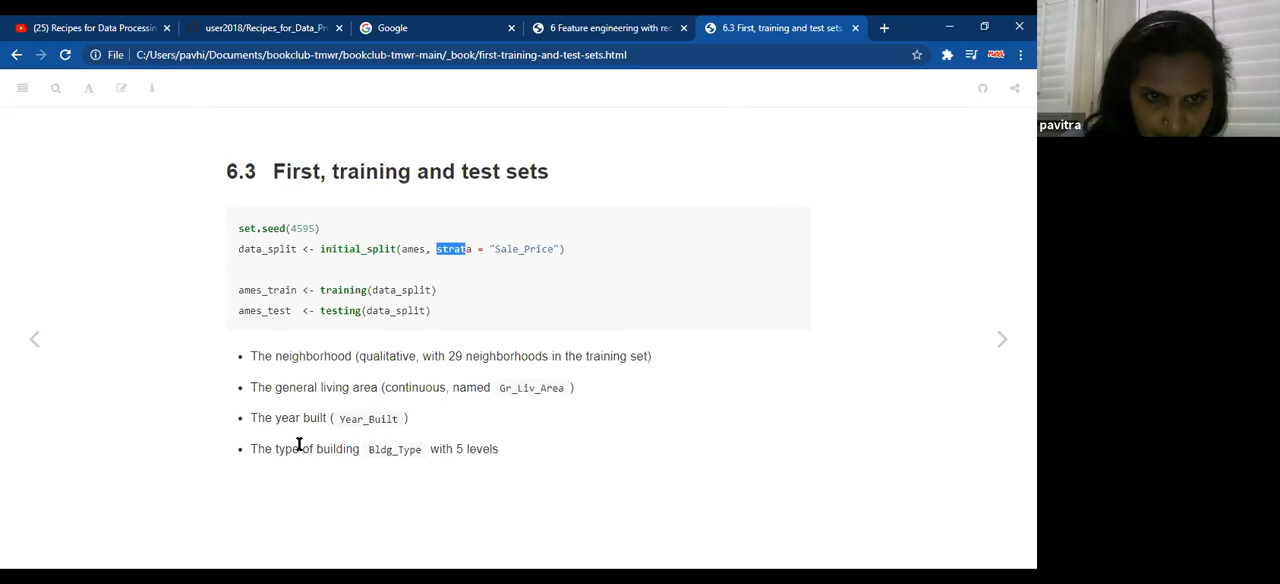 (25) Recipes for Data Processin
user2018/Recipes_for_Data_Pr
Google
6 Feature engineering with rec
6.3 First, training and test sets
File
C:/Users/pavhi/Documents/bookclub-tmwr/bookclub-tmwr-main/_book/first-training-and-test-sets.html
pavitra
6.3 First, training and test sets
set.seed(4595)
data_split <- initial_split(ames, strata = "Sale_Price")
ames_train <- training(data_split)
ames_test <- testing(data_split)
• The neighborhood (qualitative, with 29 neighborhoods in the training set)
• The general living area (continuous, named Gr_Liv_Area )
• The year built ( Year_Built )
• The type of building Bldg_Type with 5 levels